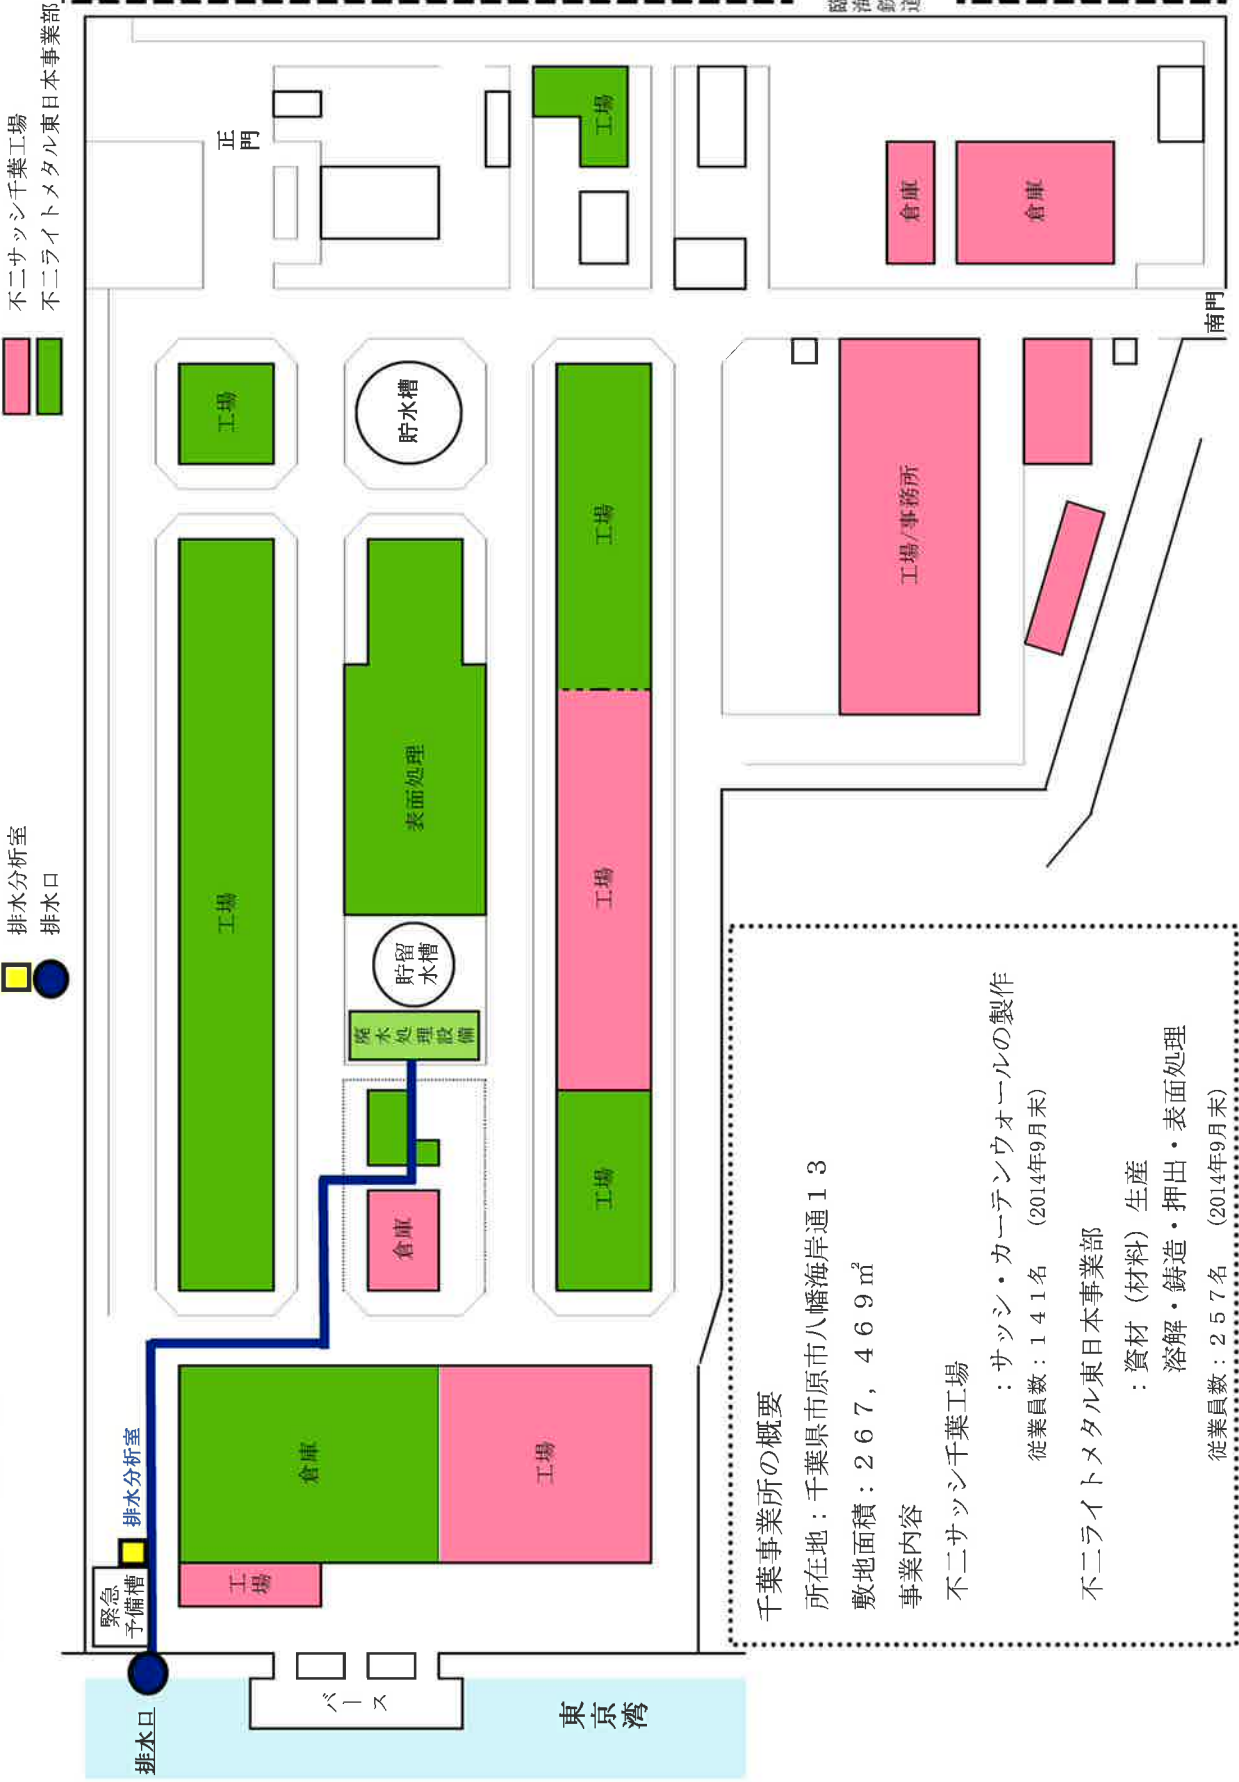 排水分析室
不二サッシ千葉工場
排水口
不二ライトメタル東日本事業部
緊急
予備槽
排水分析室
排水口
工場
工場
工場
正門
工場
倉庫
バース
倉庫
廃水処理設備
貯留
水槽
表面処理
貯水槽
東京湾
工場
工場
工場
工場
工場
工場
臨海鉄道
工場/事務所
倉庫
倉庫
南門
千葉事業所の概要
所在地：千葉県市原市八幡海岸通１３
敷地面積：２６７，４６９㎡
事業内容
不二サッシ千葉工場
：サッシ・カーテンウォールの製作
従業員数：１４１名 （2014年9月末）
不二ライトメタル東日本事業部
：資材（材料）生産
溶解・鋳造・押出・表面処理
従業員数：２５７名 （2014年9月末）